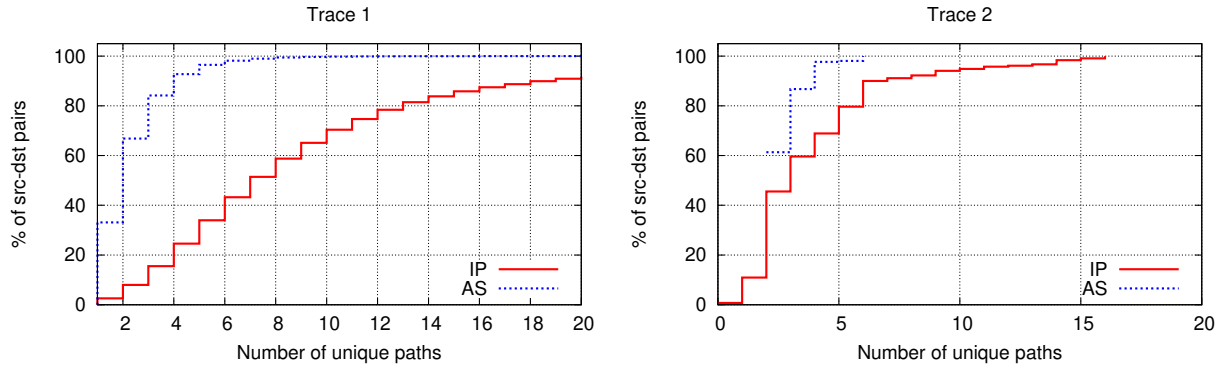 Trace 1
100
80
60
40
20
0
% of src-dst pairs
2 4 6 8 10 12 14 16 18 20
Number of unique paths
IP
AS
Trace 2
100
80
60
40
20
0
% of src-dst pairs
0 5 10 15 20
Number of unique paths
IP
AS